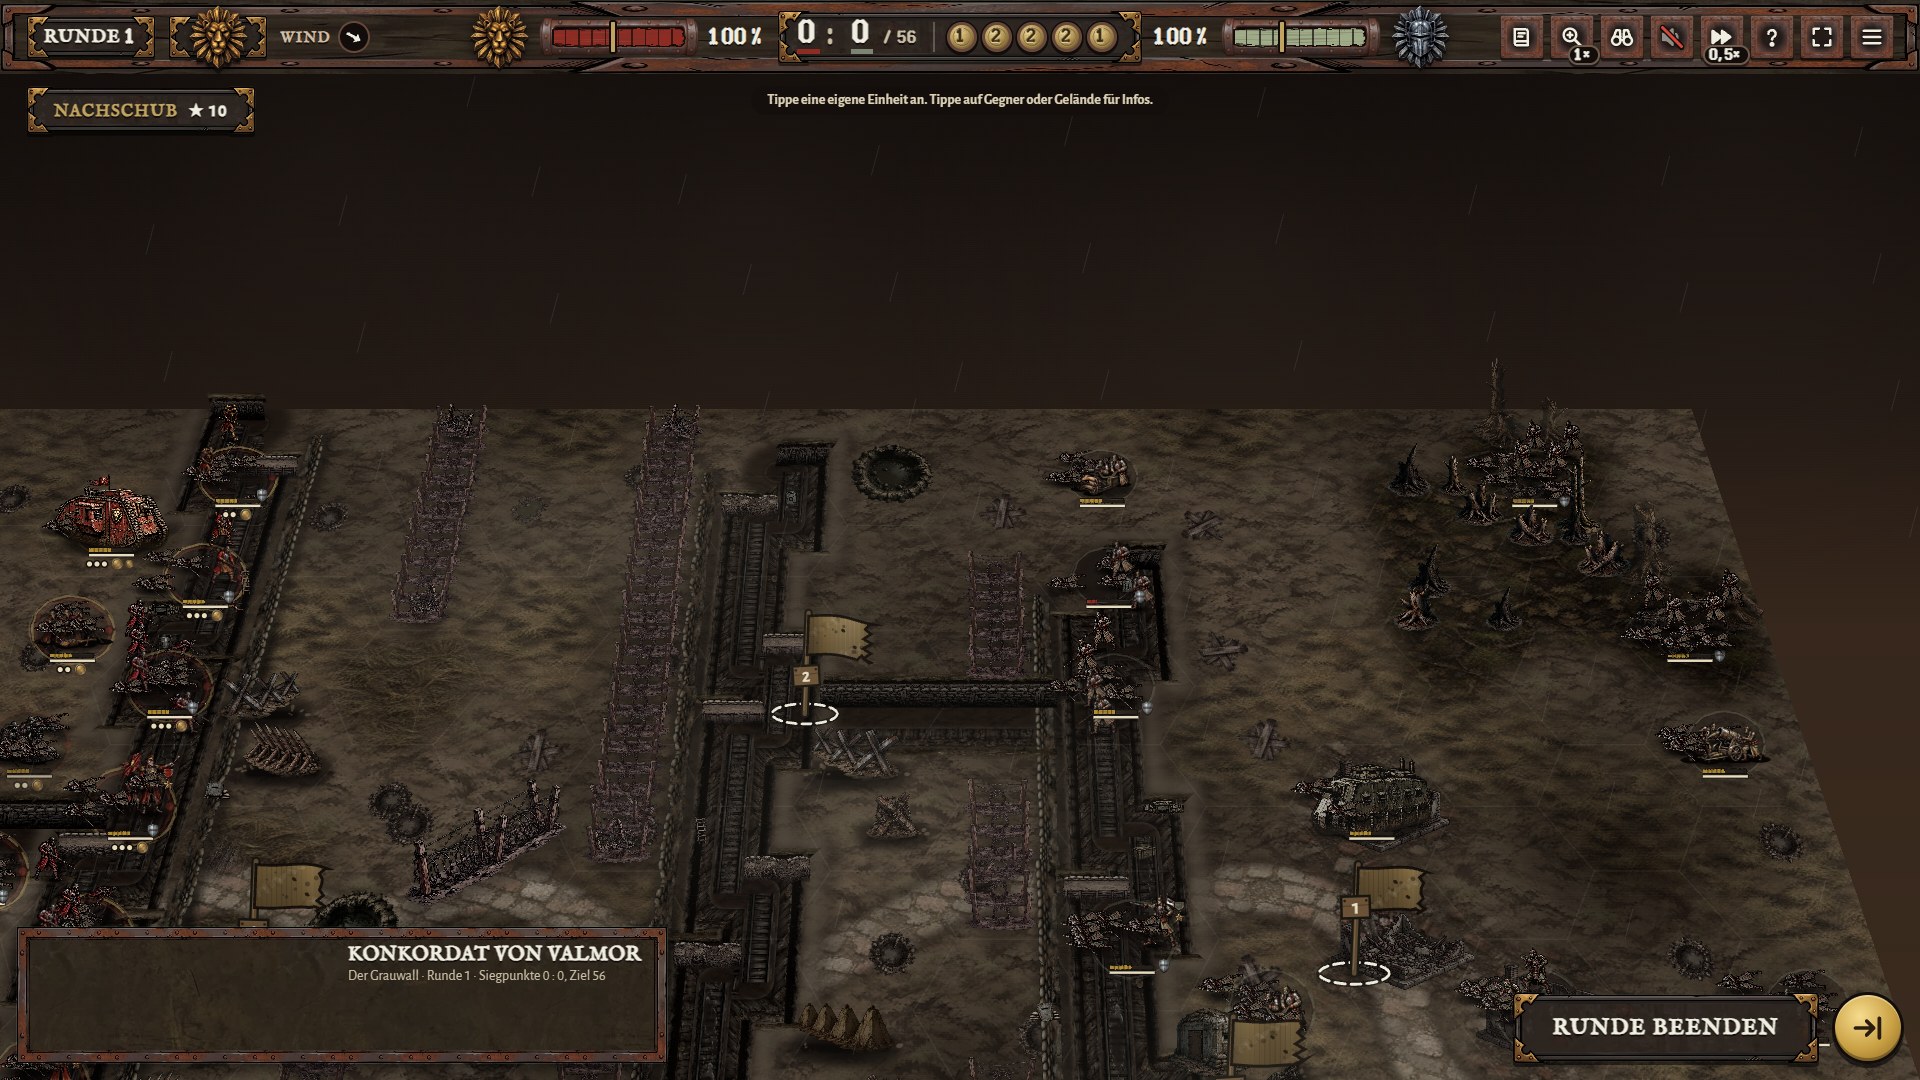 RUNDE 1
WIND
100 %
0 : 0 / 56
1 2 2 2 1
100 %
1×
0,5×
?
NACHSCHUB ★ 10
Tippe eine eigene Einheit an. Tippe auf Gegner oder Gelände für Infos.
2
1
KONKORDAT VON VALMOR
Der Grauwall · Runde 1 · Siegpunkte 0 : 0, Ziel 56
RUNDE BEENDEN